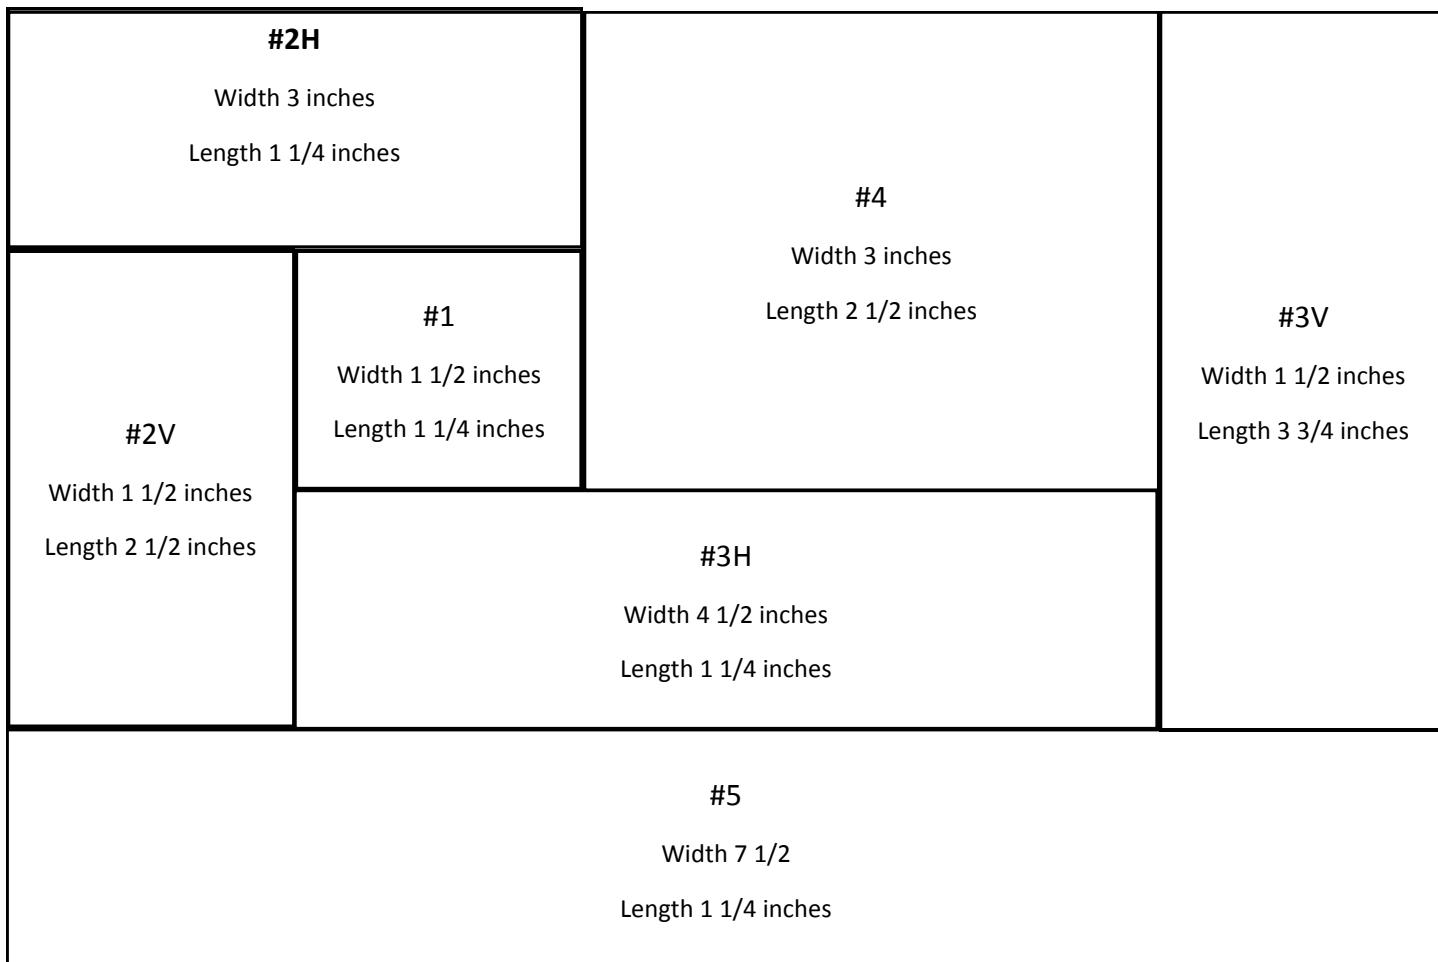 #2H
Width 3 inches
Length 1 1/4 inches
#4
Width 3 inches
Length 2 1/2 inches
#1
Width 1 1/2 inches
Length 1 1/4 inches
#3V
Width 1 1/2 inches
Length 3 3/4 inches
#2V
Width 1 1/2 inches
Length 2 1/2 inches
#3H
Width 4 1/2 inches
Length 1 1/4 inches
#5
Width 7 1/2
Length 1 1/4 inches